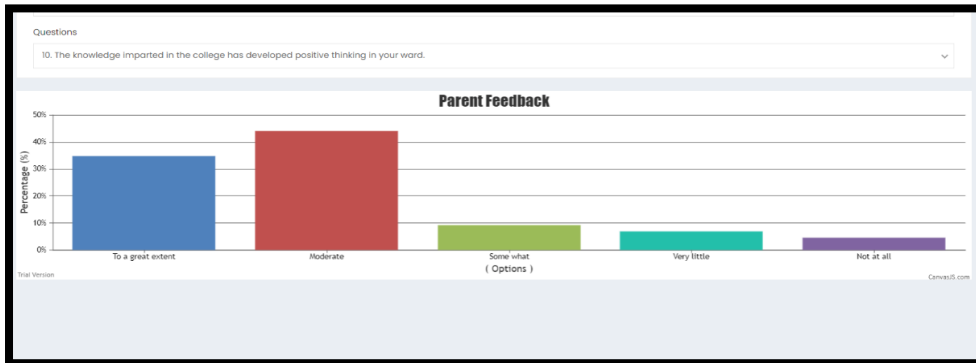 Questions
10. The knowledge imparted in the college has developed positive thinking in your ward.
Parent Feedback
50%
40%
30%
20%
10%
0%
Percentage (%)
To a great extent
Moderate
Some what
Very little
Not at all
( Options )
Trial Version
CanvasJS.com